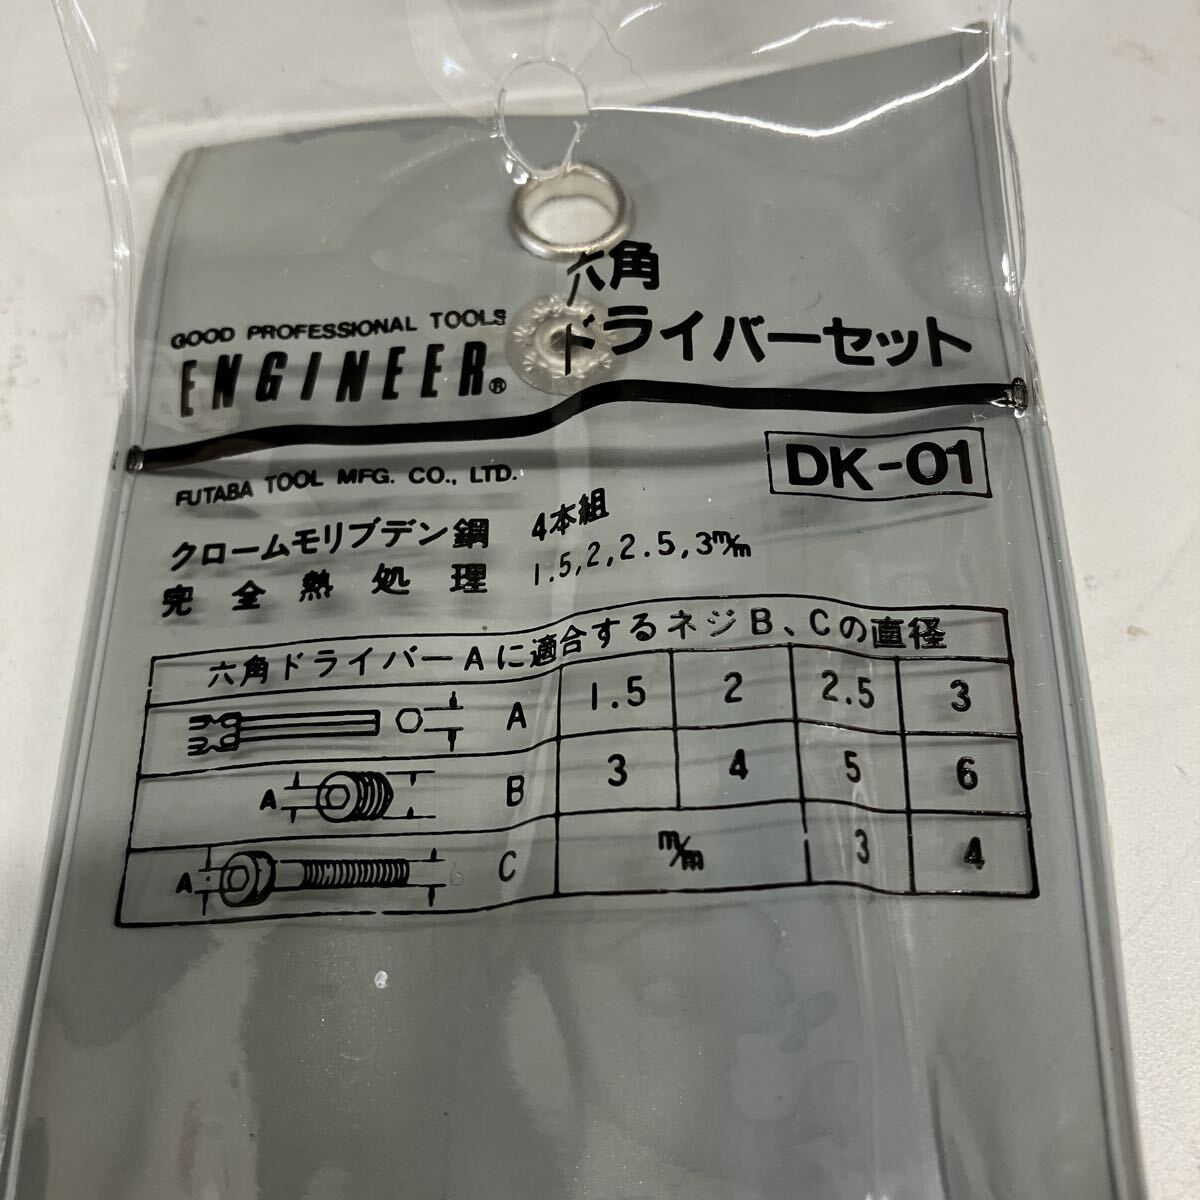 六角
ドライバーセット
GOOD PROFESSIONAL TOOLS
ENGINEER®
DK-01
FUTABA TOOL MFG. CO., LTD.
クロームモリブデン鋼 4本組
完全熱処理 1.5,2,2.5,3m/m
六角ドライバーAに適合するネジB、Cの直径
A 1.5 2 2.5 3
A B 3 4 5 6
A C m/m 3 4